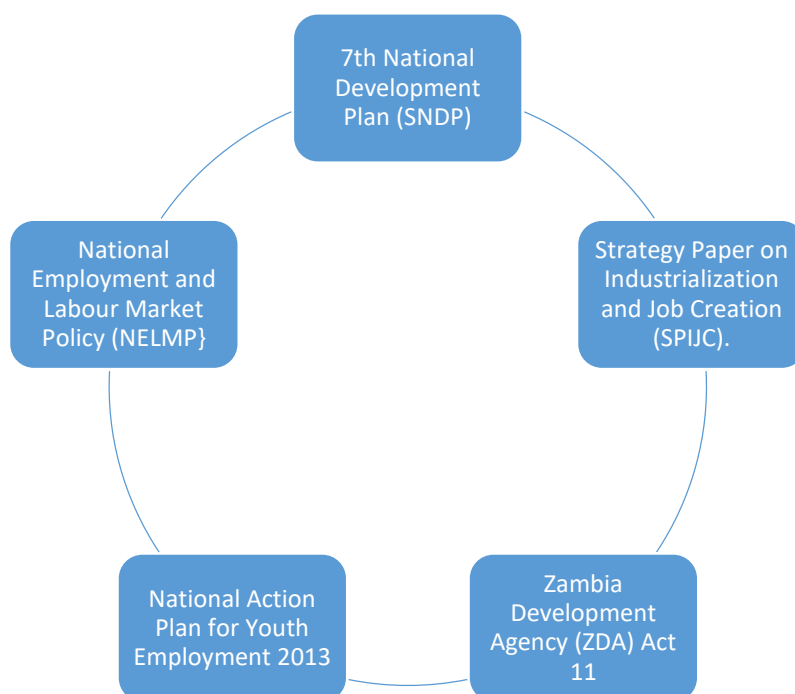 7th National
Development
Plan (SNDP)
Strategy Paper on
Industrialization
and Job Creation
(SPIJC).
Zambia
Development
Agency (ZDA) Act
11
National Action
Plan for Youth
Employment 2013
National
Employment and
Labour Market
Policy (NELMP}